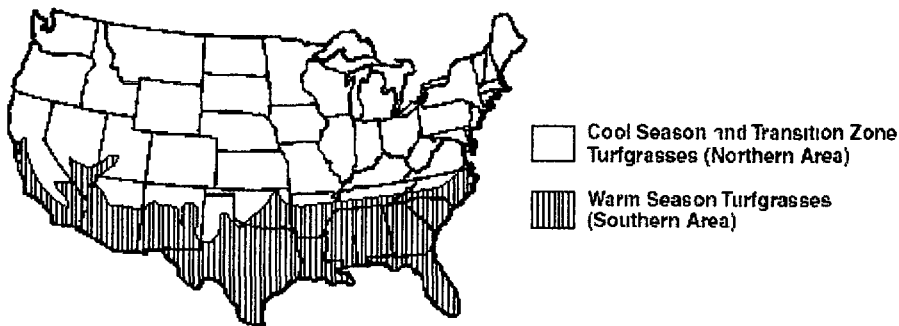 Cool Season and Transition Zone
Turfgrasses (Northern Area)
Warm Season Turfgrasses
(Southern Area)